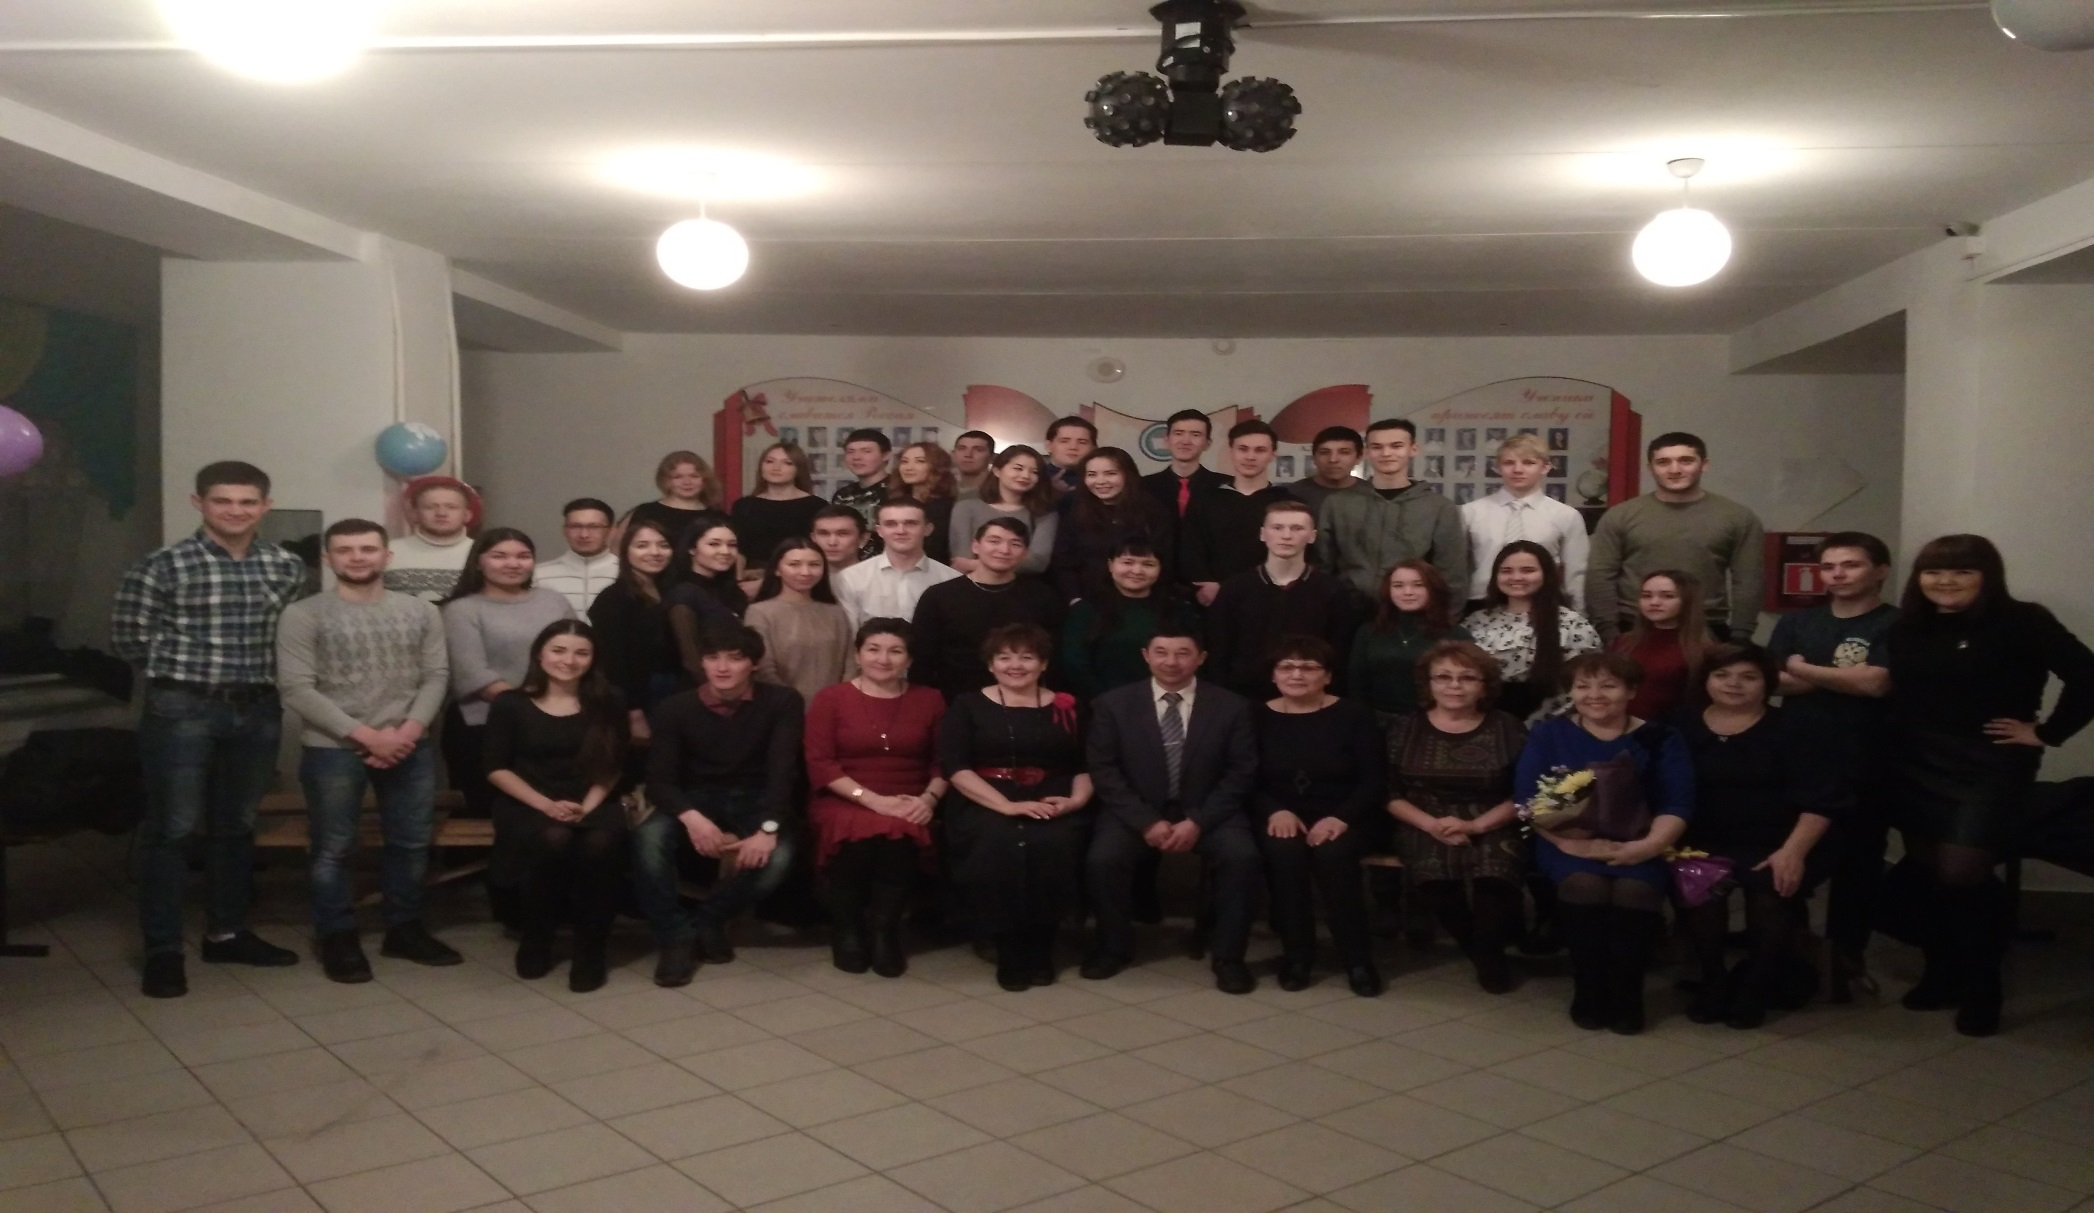 Учителями
славится Россия
Ученики
приносят славу ей